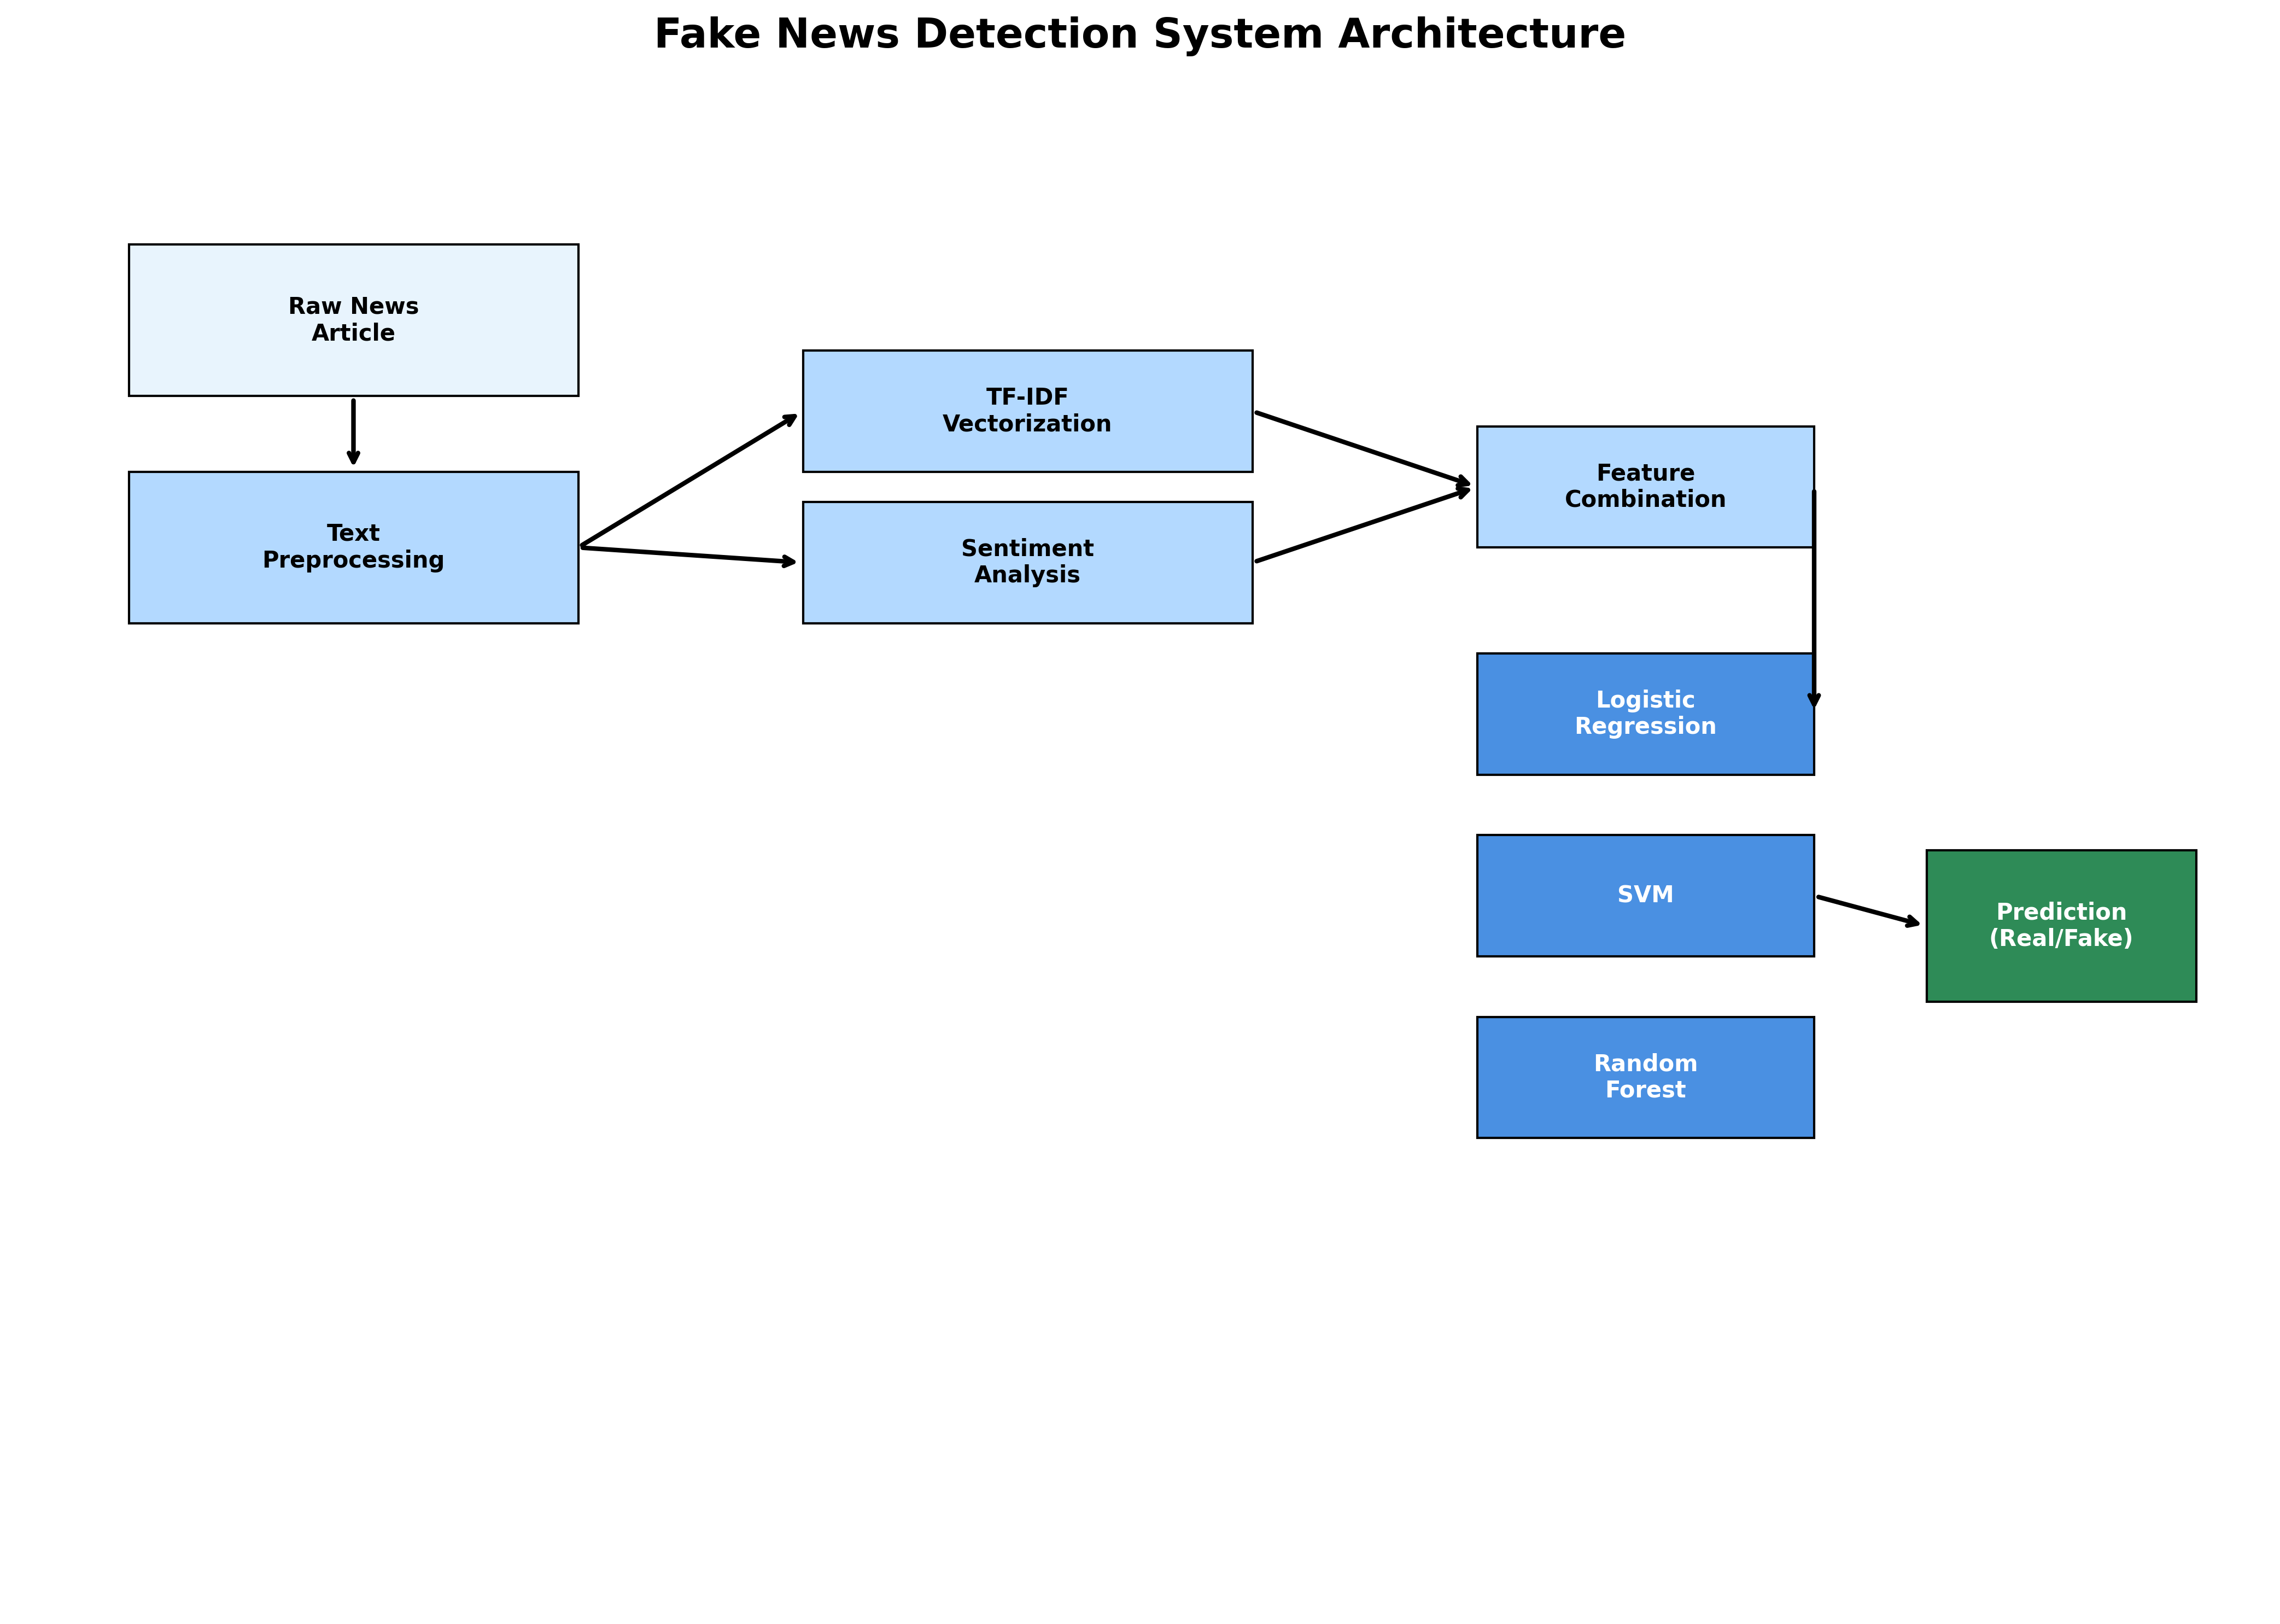 Fake News Detection System Architecture
Raw News
Article
Text
Preprocessing
TF-IDF
Vectorization
Sentiment
Analysis
Feature
Combination
Logistic
Regression
SVM
Random
Forest
Prediction
(Real/Fake)